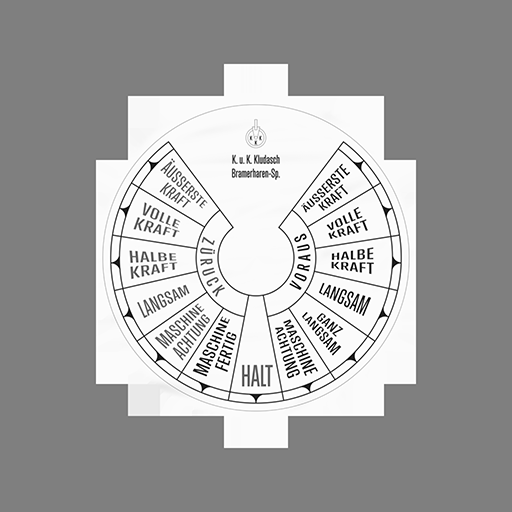 K K
K
K. u. K. Kludasch
Bramerharen-Sp.
ÄUSSERSTE
KRAFT
VOLLE
KRAFT
HALBE
KRAFT
LANGSAM
MASCHINE
ACHTUNG
MASCHINE
FERTIG
ZÜRUCK
HALT
VORAUS
ÄUSSERSTE
KRAFT
VOLLE
KRAFT
HALBE
KRAFT
LANGSAM
GANZ
LANGSAM
MASCHINE
ACHTUNG